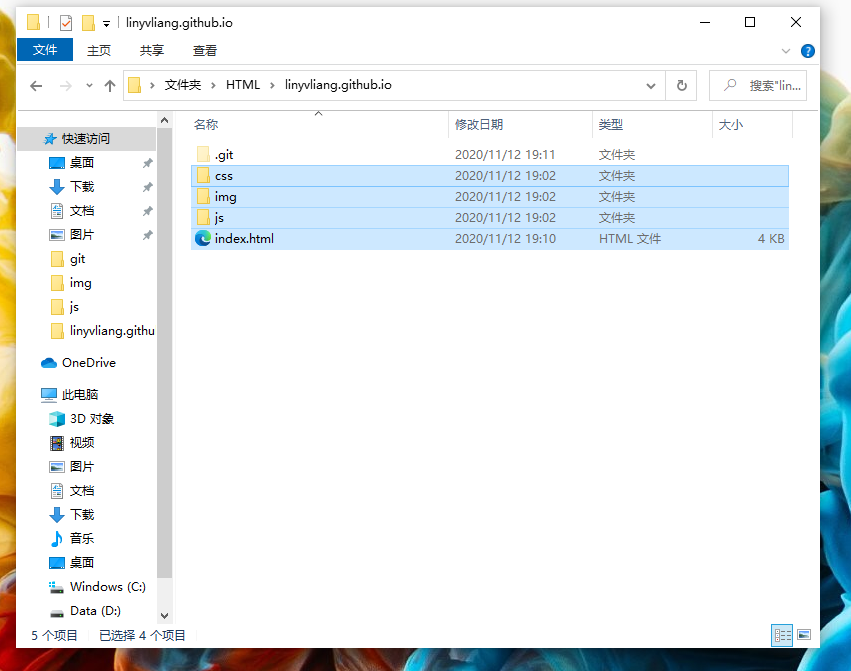 linyvliang.github.io
文件 主页 共享 查看
文件夹 HTML linyvliang.github.io 搜索"lin...
名称 修改日期 类型 大小
.git 2020/11/12 19:11 文件夹
css 2020/11/12 19:02 文件夹
img 2020/11/12 19:02 文件夹
js 2020/11/12 19:02 文件夹
index.html 2020/11/12 19:10 HTML 文件 4 KB
快速访问
桌面
下载
文档
图片
git
img
js
linyvliang.githu
OneDrive
此电脑
3D 对象
视频
图片
文档
下载
音乐
桌面
Windows (C:)
Data (D:)
5 个项目 已选择 4 个项目